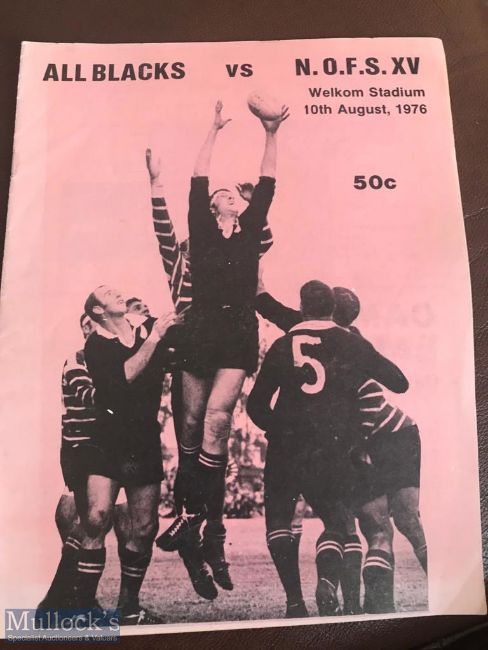 ALL BLACKS vs N.O.F.S. XV
Welkom Stadium
10th August, 1976
50c
5
Mullock's
Specialist Auctioneers & Valuers